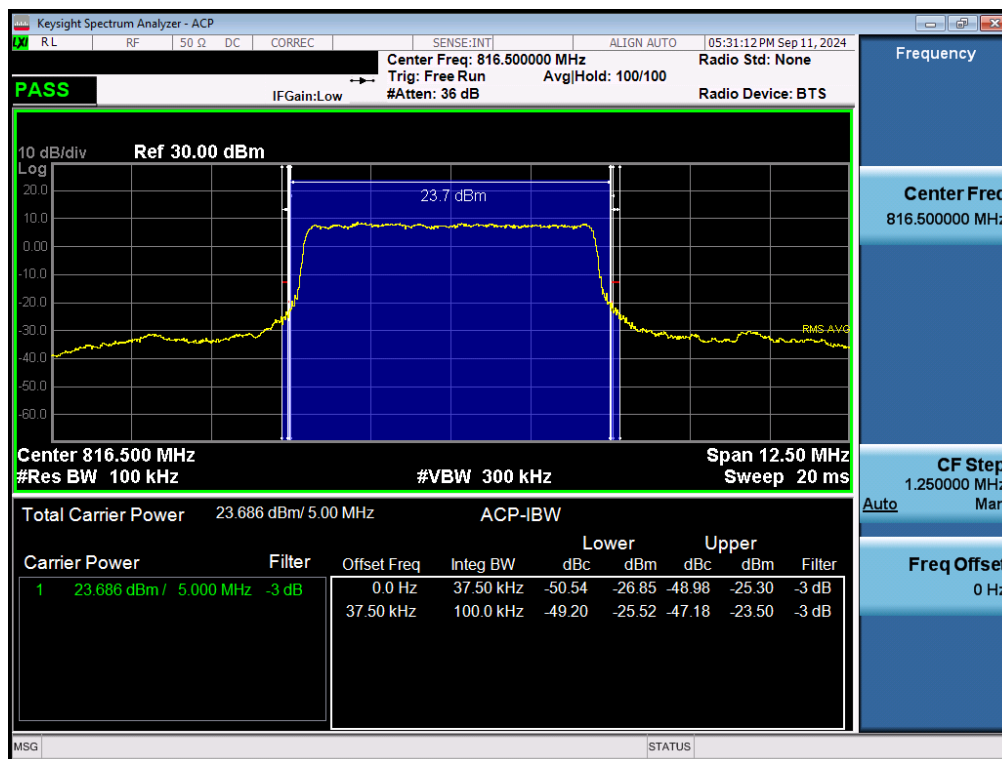 Keysight Spectrum Analyzer - ACP
LXI RL RF 50 Ω DC CORREC SENSE:INT ALIGN AUTO 05:31:12 PM Sep 11, 2024
Center Freq: 816.500000 MHz Radio Std: None
Trig: Free Run Avg|Hold: 100/100
PASS IFGain:Low #Atten: 36 dB Radio Device: BTS
10 dB/div Ref 30.00 dBm
Log
20.0
10.0
0.00
-10.0
-20.0
-30.0
-40.0
-50.0
-60.0
23.7 dBm
RMS AVG
Center 816.500 MHz Span 12.50 MHz
#Res BW 100 kHz #VBW 300 kHz Sweep 20 ms
Total Carrier Power 23.686 dBm/ 5.00 MHz ACP-IBW
Lower Upper
Carrier Power Filter Offset Freq Integ BW dBc dBm dBc dBm Filter
1 23.686 dBm / 5.000 MHz -3 dB 0.0 Hz 37.50 kHz -50.54 -26.85 -48.98 -25.30 -3 dB
37.50 kHz 100.0 kHz -49.20 -25.52 -47.18 -23.50 -3 dB
MSG STATUS
Frequency
Center Freq
816.500000 MHz
CF Step
1.250000 MHz
Auto Man
Freq Offset
0 Hz